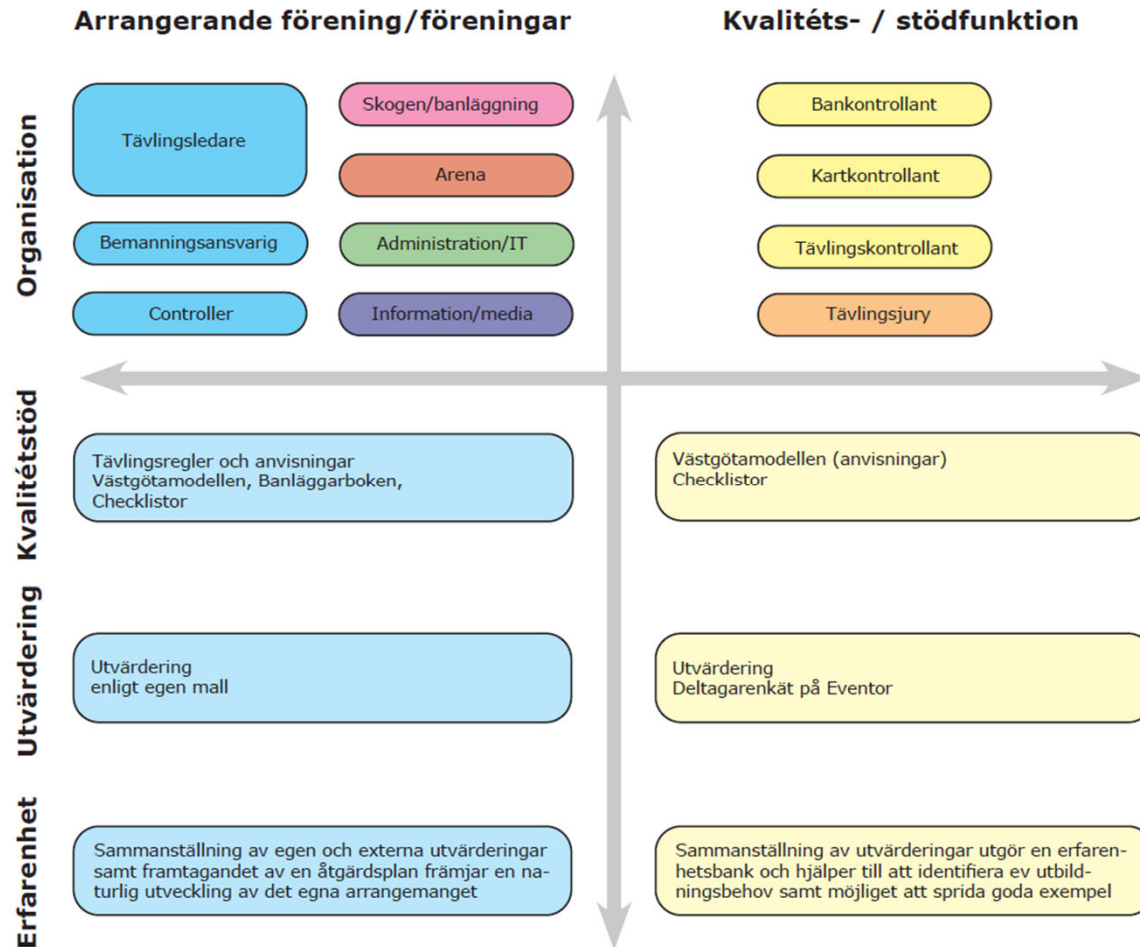 Arrangerande förening/föreningar
Kvalitéts- / stödfunktion
Organisation
Tävlingsledare
Bemanningsansvarig
Controller
Skogen/banläggning
Arena
Administration/IT
Information/media
Bankontrollant
Kartkontrollant
Tävlingskontrollant
Tävlingsjury
Kvalitétstöd
Tävlingsregler och anvisningar
Västgötamodellen, Banläggarboken,
Checklistor
Västgötamodellen (anvisningar)
Checklistor
Utvärdering
Utvärdering
enligt egen mall
Utvärdering
Deltagarenkät på Eventor
Erfarenhet
Sammanställning av egen och externa utvärderingar
samt framtagandet av en åtgärdsplan främjar en na-
turlig utveckling av det egna arrangemanget
Sammanställning av utvärderingar utgör en erfaren-
hetsbank och hjälper till att identifiera ev utbild-
ningsbehov samt möjliget att sprida goda exempel